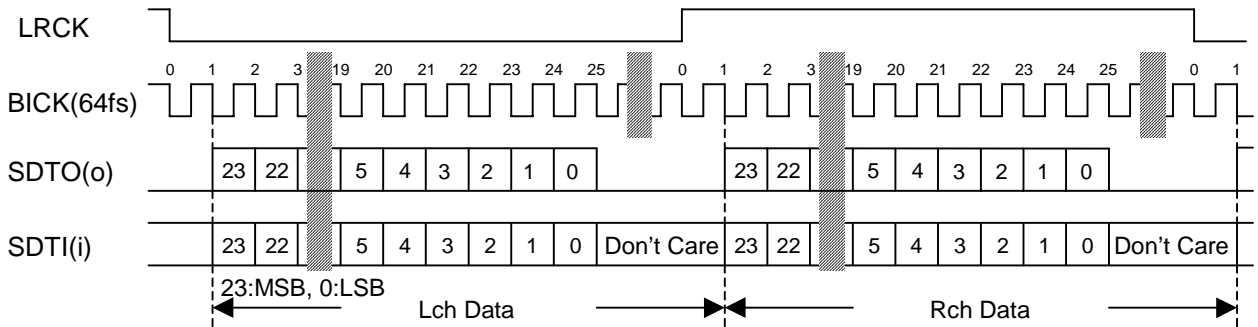 LRCK
0 1 2 3 19 20 21 22 23 24 25 0 1 2 3 19 20 21 22 23 24 25 0 1
BICK(64fs)
SDTO(o) 23 22 5 4 3 2 1 0 23 22 5 4 3 2 1 0
SDTI(i) 23 22 5 4 3 2 1 0 Don't Care 23 22 5 4 3 2 1 0 Don't Care
23:MSB, 0:LSB
Lch Data Rch Data